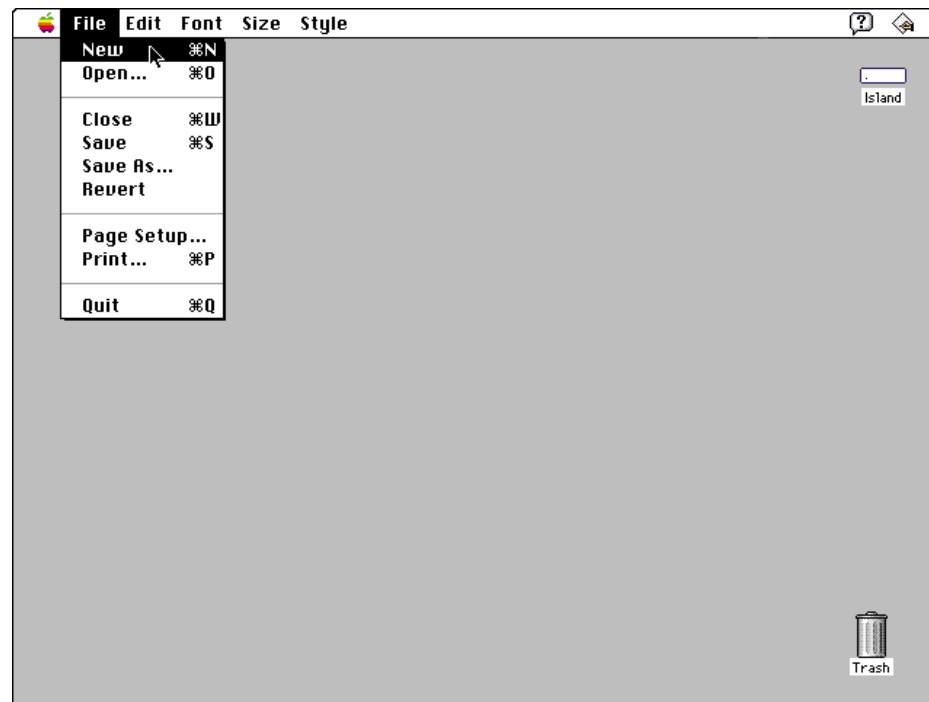 File Edit Font Size Style
New ⌘N
Open... ⌘O
Close ⌘W
Save ⌘S
Save As...
Revert
Page Setup...
Print... ⌘P
Quit ⌘Q
Island
Trash